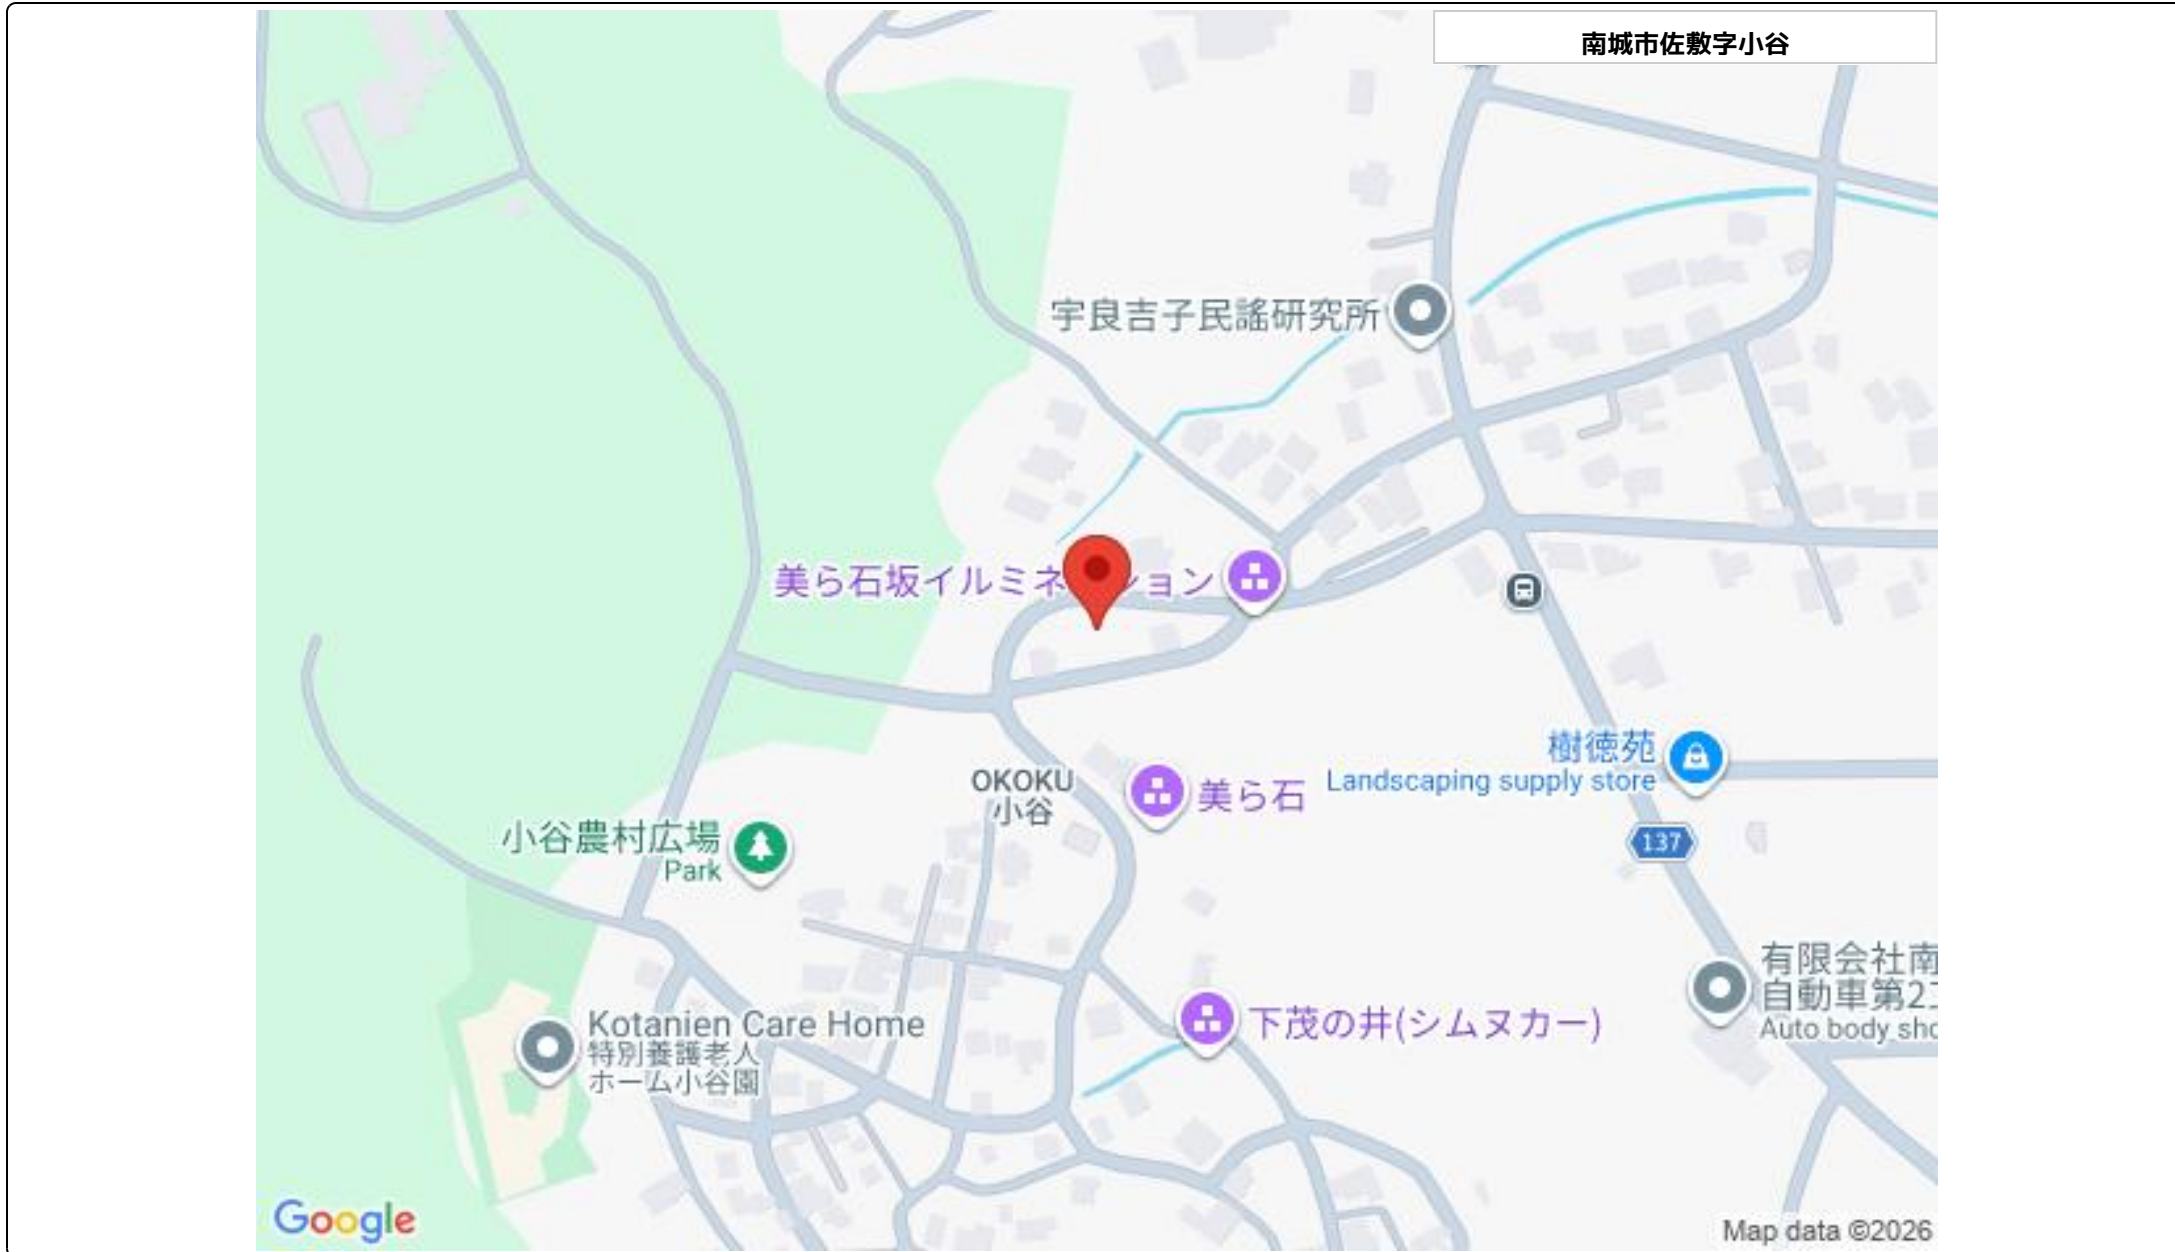 南城市佐敷字小谷
宇良吉子民謡研究所
美ら石坂イルミネ
ション
樹徳苑
Landscaping supply store
OKOKU
小谷
美ら石
小谷農村広場
Park
137
有限会社南
自動車第2
Auto body sho
Kotanien Care Home
特別養護老人
ホーム小谷園
下茂の井(シムヌカー)
Google
Map data ©2026